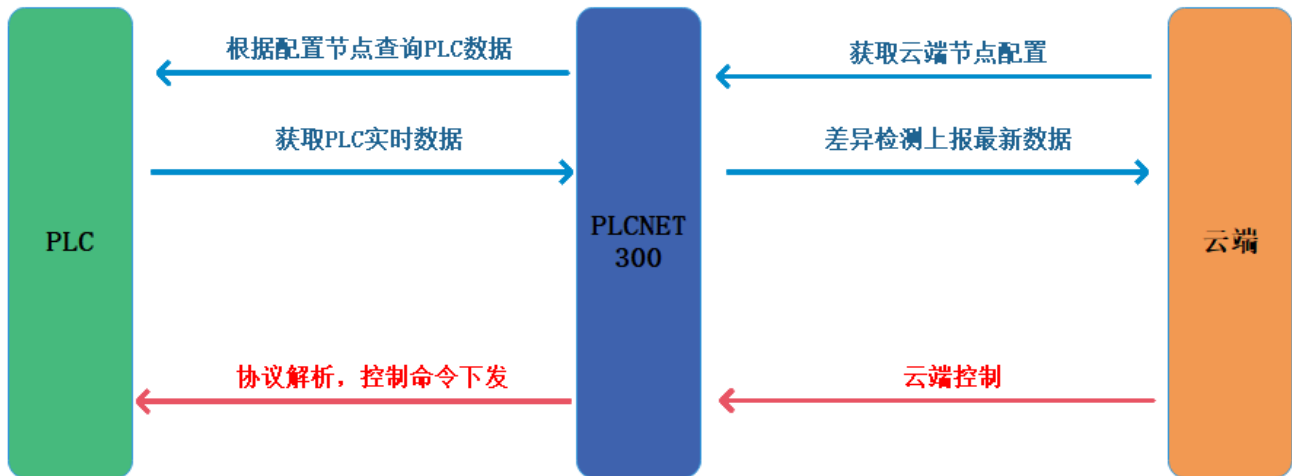 根据配置节点查询PLC数据
获取云端节点配置
获取PLC实时数据
差异检测上报最新数据
PLC
PLCNET
300
云端
协议解析，控制命令下发
云端控制